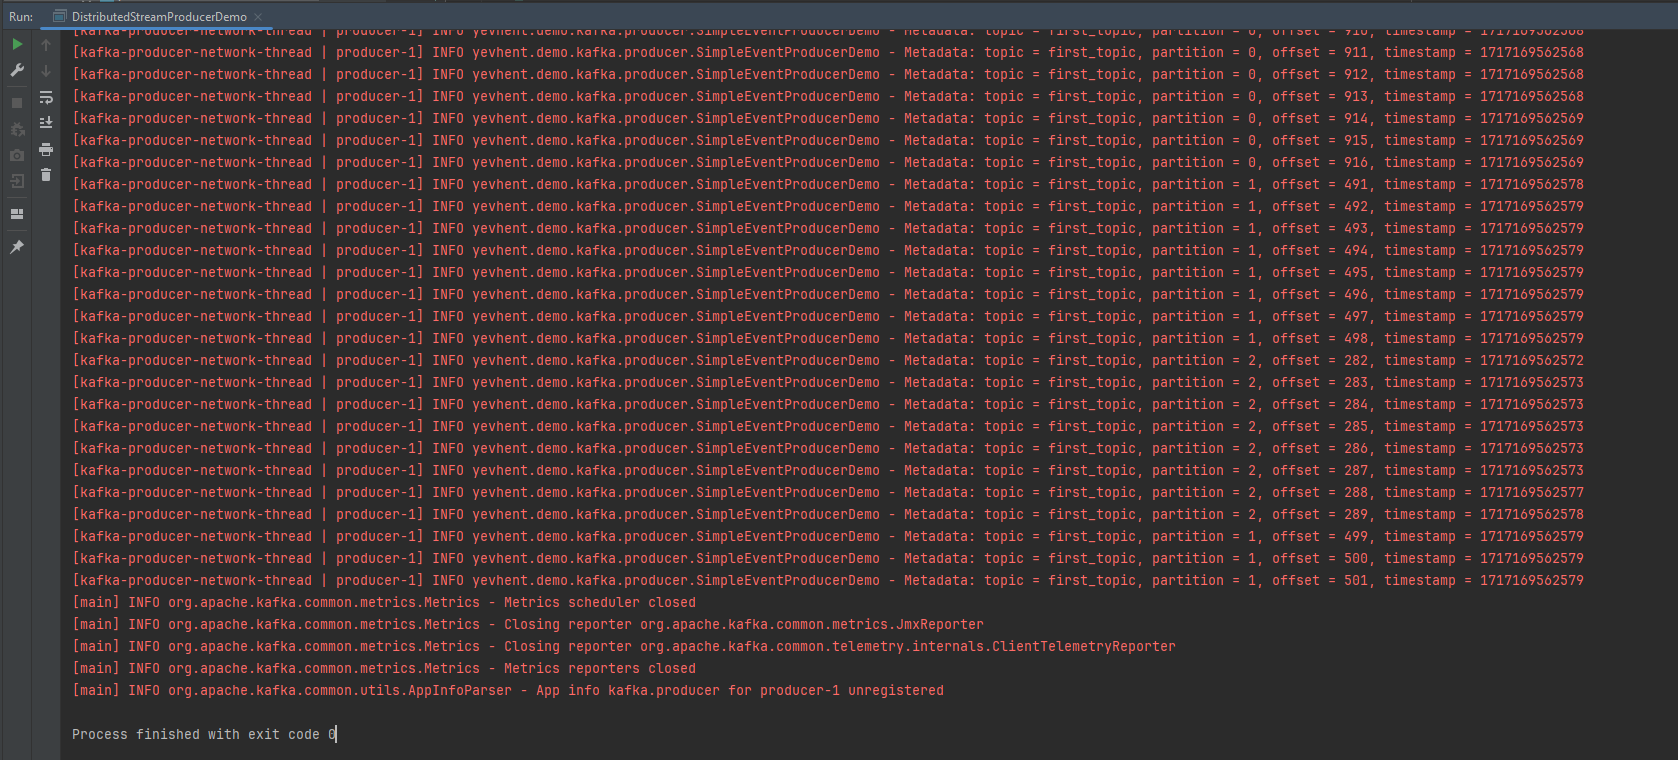 Run: DistributedStreamProducerDemo
[kafka-producer-network-thread | producer-1] INFO yevhent.demo.kafka.producer.SimpleEventProducerDemo - Metadata: topic = first_topic, partition = 0, offset = 910, timestamp = 1717169562568
[kafka-producer-network-thread | producer-1] INFO yevhent.demo.kafka.producer.SimpleEventProducerDemo - Metadata: topic = first_topic, partition = 0, offset = 911, timestamp = 1717169562568
[kafka-producer-network-thread | producer-1] INFO yevhent.demo.kafka.producer.SimpleEventProducerDemo - Metadata: topic = first_topic, partition = 0, offset = 912, timestamp = 1717169562568
[kafka-producer-network-thread | producer-1] INFO yevhent.demo.kafka.producer.SimpleEventProducerDemo - Metadata: topic = first_topic, partition = 0, offset = 913, timestamp = 1717169562568
[kafka-producer-network-thread | producer-1] INFO yevhent.demo.kafka.producer.SimpleEventProducerDemo - Metadata: topic = first_topic, partition = 0, offset = 914, timestamp = 1717169562569
[kafka-producer-network-thread | producer-1] INFO yevhent.demo.kafka.producer.SimpleEventProducerDemo - Metadata: topic = first_topic, partition = 0, offset = 915, timestamp = 1717169562569
[kafka-producer-network-thread | producer-1] INFO yevhent.demo.kafka.producer.SimpleEventProducerDemo - Metadata: topic = first_topic, partition = 0, offset = 916, timestamp = 1717169562569
[kafka-producer-network-thread | producer-1] INFO yevhent.demo.kafka.producer.SimpleEventProducerDemo - Metadata: topic = first_topic, partition = 1, offset = 491, timestamp = 1717169562578
[kafka-producer-network-thread | producer-1] INFO yevhent.demo.kafka.producer.SimpleEventProducerDemo - Metadata: topic = first_topic, partition = 1, offset = 492, timestamp = 1717169562579
[kafka-producer-network-thread | producer-1] INFO yevhent.demo.kafka.producer.SimpleEventProducerDemo - Metadata: topic = first_topic, partition = 1, offset = 493, timestamp = 1717169562579
[kafka-producer-network-thread | producer-1] INFO yevhent.demo.kafka.producer.SimpleEventProducerDemo - Metadata: topic = first_topic, partition = 1, offset = 494, timestamp = 1717169562579
[kafka-producer-network-thread | producer-1] INFO yevhent.demo.kafka.producer.SimpleEventProducerDemo - Metadata: topic = first_topic, partition = 1, offset = 495, timestamp = 1717169562579
[kafka-producer-network-thread | producer-1] INFO yevhent.demo.kafka.producer.SimpleEventProducerDemo - Metadata: topic = first_topic, partition = 1, offset = 496, timestamp = 1717169562579
[kafka-producer-network-thread | producer-1] INFO yevhent.demo.kafka.producer.SimpleEventProducerDemo - Metadata: topic = first_topic, partition = 1, offset = 497, timestamp = 1717169562579
[kafka-producer-network-thread | producer-1] INFO yevhent.demo.kafka.producer.SimpleEventProducerDemo - Metadata: topic = first_topic, partition = 1, offset = 498, timestamp = 1717169562579
[kafka-producer-network-thread | producer-1] INFO yevhent.demo.kafka.producer.SimpleEventProducerDemo - Metadata: topic = first_topic, partition = 2, offset = 282, timestamp = 1717169562572
[kafka-producer-network-thread | producer-1] INFO yevhent.demo.kafka.producer.SimpleEventProducerDemo - Metadata: topic = first_topic, partition = 2, offset = 283, timestamp = 1717169562573
[kafka-producer-network-thread | producer-1] INFO yevhent.demo.kafka.producer.SimpleEventProducerDemo - Metadata: topic = first_topic, partition = 2, offset = 284, timestamp = 1717169562573
[kafka-producer-network-thread | producer-1] INFO yevhent.demo.kafka.producer.SimpleEventProducerDemo - Metadata: topic = first_topic, partition = 2, offset = 285, timestamp = 1717169562573
[kafka-producer-network-thread | producer-1] INFO yevhent.demo.kafka.producer.SimpleEventProducerDemo - Metadata: topic = first_topic, partition = 2, offset = 286, timestamp = 1717169562573
[kafka-producer-network-thread | producer-1] INFO yevhent.demo.kafka.producer.SimpleEventProducerDemo - Metadata: topic = first_topic, partition = 2, offset = 287, timestamp = 1717169562573
[kafka-producer-network-thread | producer-1] INFO yevhent.demo.kafka.producer.SimpleEventProducerDemo - Metadata: topic = first_topic, partition = 2, offset = 288, timestamp = 1717169562577
[kafka-producer-network-thread | producer-1] INFO yevhent.demo.kafka.producer.SimpleEventProducerDemo - Metadata: topic = first_topic, partition = 2, offset = 289, timestamp = 1717169562578
[kafka-producer-network-thread | producer-1] INFO yevhent.demo.kafka.producer.SimpleEventProducerDemo - Metadata: topic = first_topic, partition = 1, offset = 499, timestamp = 1717169562579
[kafka-producer-network-thread | producer-1] INFO yevhent.demo.kafka.producer.SimpleEventProducerDemo - Metadata: topic = first_topic, partition = 1, offset = 500, timestamp = 1717169562579
[kafka-producer-network-thread | producer-1] INFO yevhent.demo.kafka.producer.SimpleEventProducerDemo - Metadata: topic = first_topic, partition = 1, offset = 501, timestamp = 1717169562579
[main] INFO org.apache.kafka.common.metrics.Metrics - Metrics scheduler closed
[main] INFO org.apache.kafka.common.metrics.Metrics - Closing reporter org.apache.kafka.common.metrics.JmxReporter
[main] INFO org.apache.kafka.common.metrics.Metrics - Closing reporter org.apache.kafka.common.telemetry.internals.ClientTelemetryReporter
[main] INFO org.apache.kafka.common.metrics.Metrics - Metrics reporters closed
[main] INFO org.apache.kafka.common.utils.AppInfoParser - App info kafka.producer for producer-1 unregistered
Process finished with exit code 0